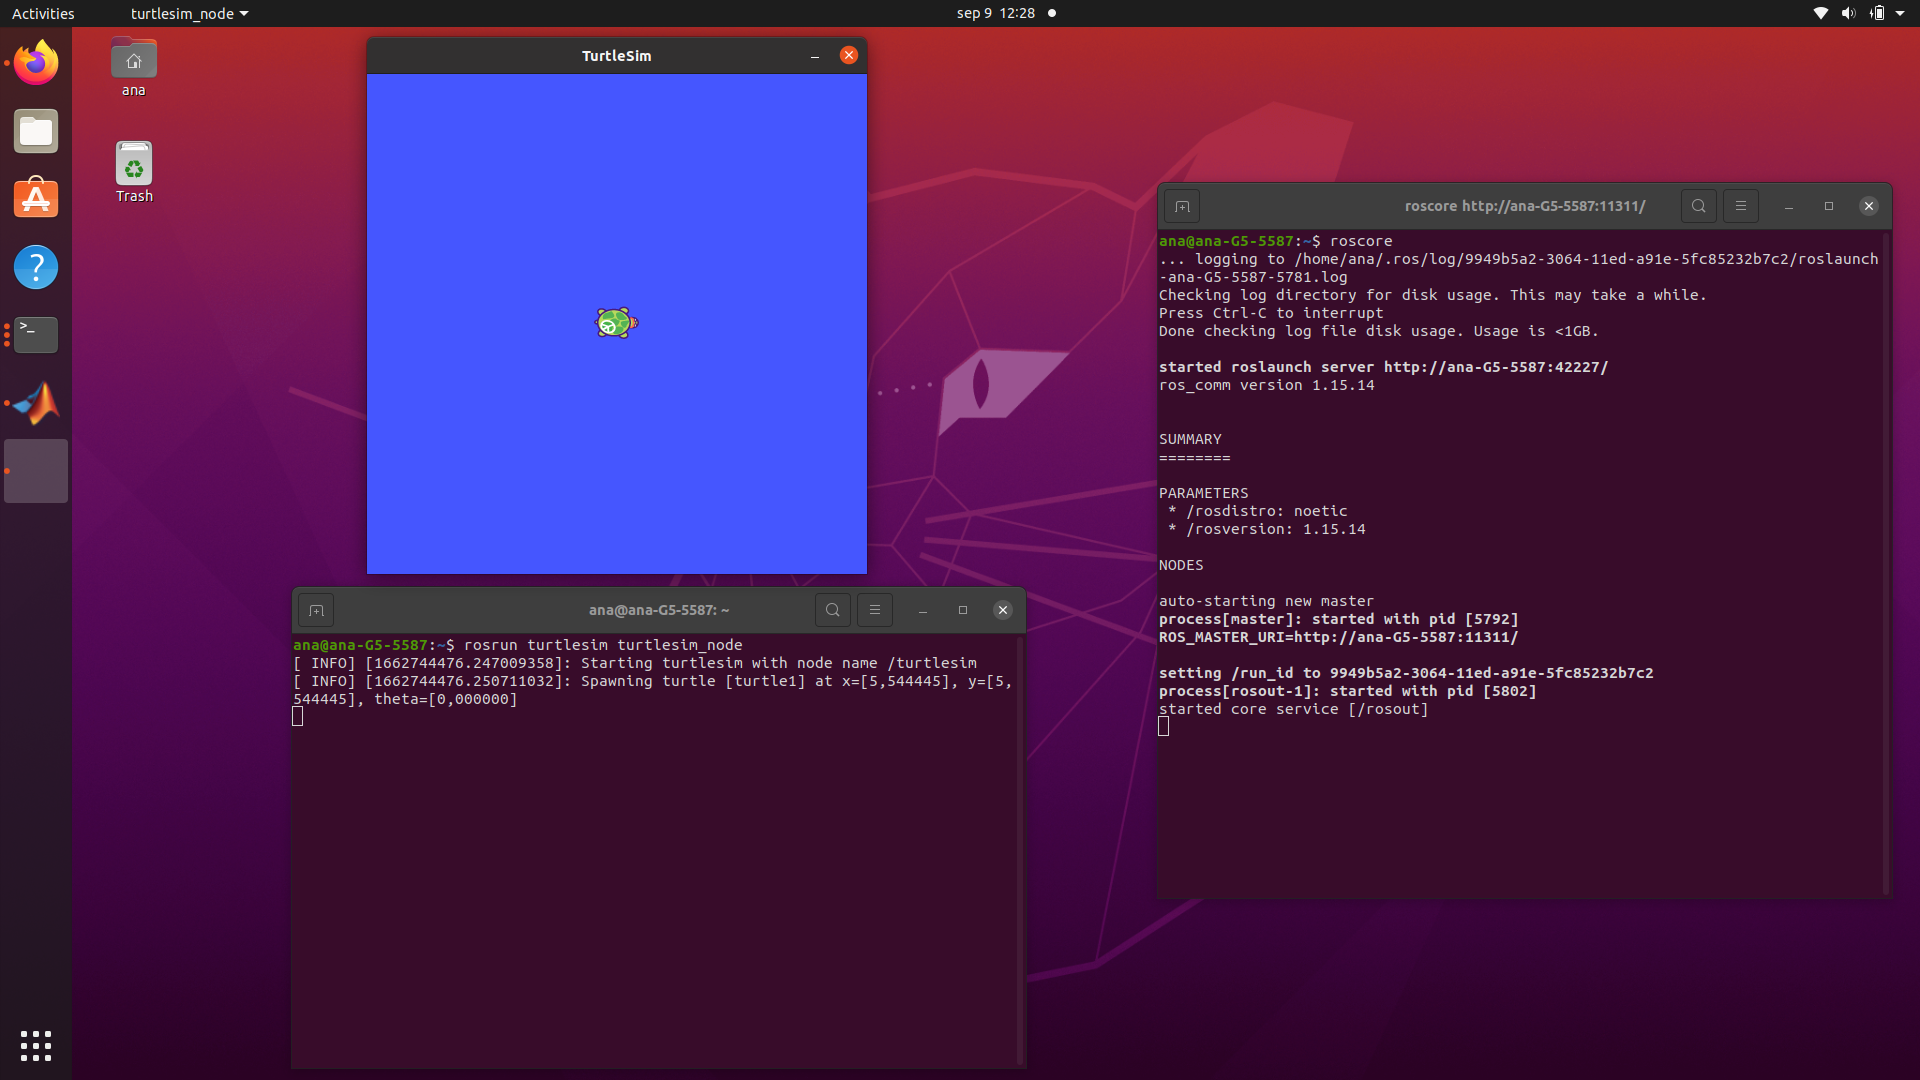 Activities
turtlesim_node
sep 9 12:28
ana
Trash
TurtleSim
roscore http://ana-G5-5587:11311/
ana@ana-G5-5587:~$ roscore
... logging to /home/ana/.ros/log/9949b5a2-3064-11ed-a91e-5fc85232b7c2/roslaunch
-ana-G5-5587-5781.log
Checking log directory for disk usage. This may take a while.
Press Ctrl-C to interrupt
Done checking log file disk usage. Usage is <1GB.
started roslaunch server http://ana-G5-5587:42227/
ros_comm version 1.15.14
SUMMARY
========
PARAMETERS
 * /rosdistro: noetic
 * /rosversion: 1.15.14
NODES
auto-starting new master
process[master]: started with pid [5792]
ROS_MASTER_URI=http://ana-G5-5587:11311/
setting /run_id to 9949b5a2-3064-11ed-a91e-5fc85232b7c2
process[rosout-1]: started with pid [5802]
started core service [/rosout]
ana@ana-G5-5587: ~
ana@ana-G5-5587:~$ rosrun turtlesim turtlesim_node
[ INFO] [1662744476.247009358]: Starting turtlesim with node name /turtlesim
[ INFO] [1662744476.250711032]: Spawning turtle [turtle1] at x=[5,544445], y=[5,
544445], theta=[0,000000]